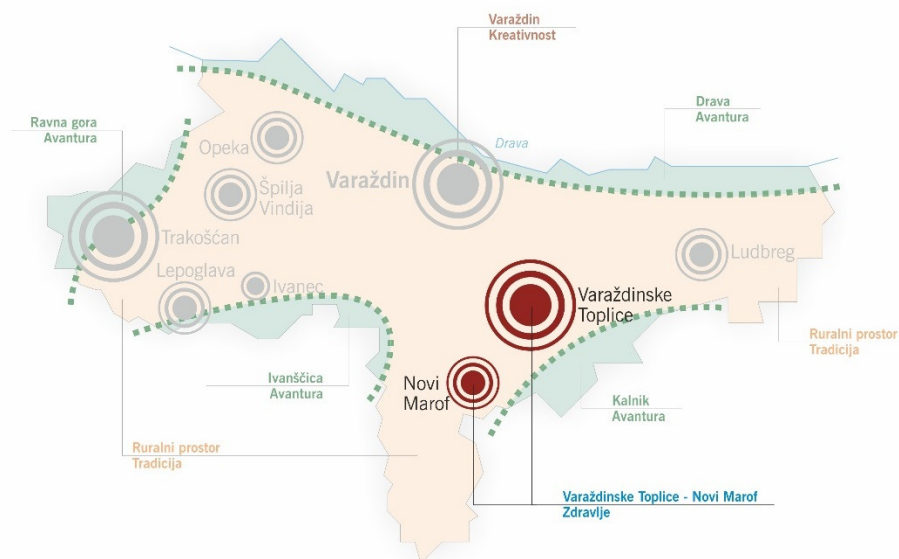 Varaždin
Kreativnost
Drava
Avantura
Ravna gora
Avantura
Opeka
Drava
Varaždin
Špilja
Vindija
Trakošćan
Ludbreg
Lepoglava
Ivanec
Varaždinske
Toplice
Ruralni prostor
Tradicija
Ivanščica
Avantura
Novi
Marof
Kalnik
Avantura
Ruralni prostor
Tradicija
Varaždinske Toplice - Novi Marof
Zdravlje